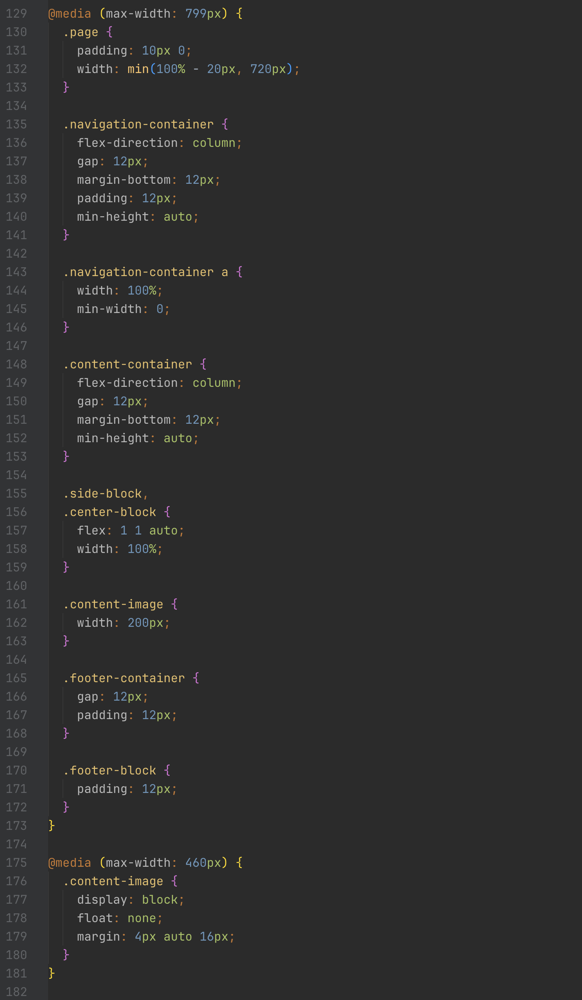 129 @media (max-width: 799px) {
130 .page {
131 padding: 10px 0;
132 width: min(100% - 20px, 720px);
133 }
134
135 .navigation-container {
136 flex-direction: column;
137 gap: 12px;
138 margin-bottom: 12px;
139 padding: 12px;
140 min-height: auto;
141 }
142
143 .navigation-container a {
144 width: 100%;
145 min-width: 0;
146 }
147
148 .content-container {
149 flex-direction: column;
150 gap: 12px;
151 margin-bottom: 12px;
152 min-height: auto;
153 }
154
155 .side-block,
156 .center-block {
157 flex: 1 1 auto;
158 width: 100%;
159 }
160
161 .content-image {
162 width: 200px;
163 }
164
165 .footer-container {
166 gap: 12px;
167 padding: 12px;
168 }
169
170 .footer-block {
171 padding: 12px;
172 }
173 }
174
175 @media (max-width: 460px) {
176 .content-image {
177 display: block;
178 float: none;
179 margin: 4px auto 16px;
180 }
181 }
182